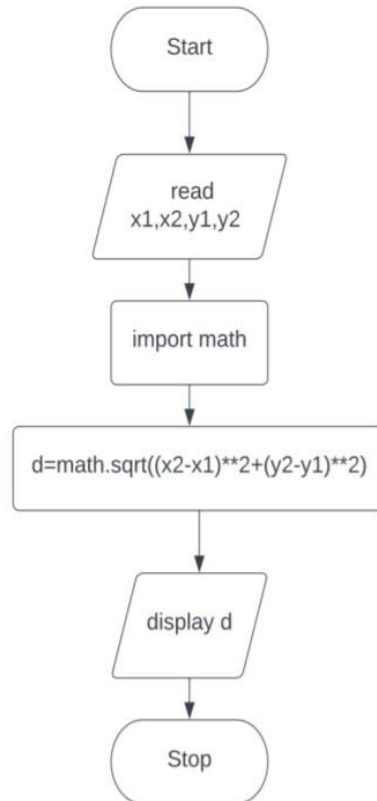 Start
read
x1,x2,y1,y2
import math
d=math.sqrt((x2-x1)**2+(y2-y1)**2)
display d
Stop